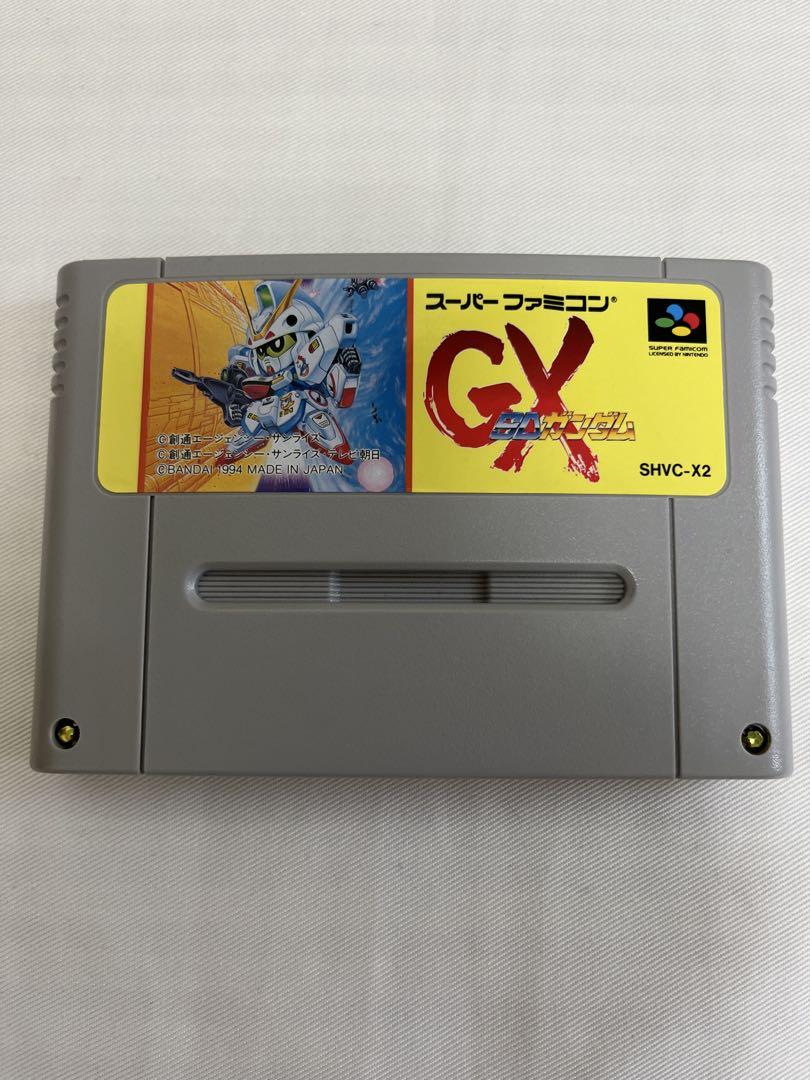 スーパーファミコン®
SUPER FAMICOM
LICENSED BY NINTENDO
GX
SDガンダム
SHVC-X2
©創通エージェンシー・サンライズ
©創通エージェンシー・サンライズ・テレビ朝日
©BANDAI 1994 MADE IN JAPAN